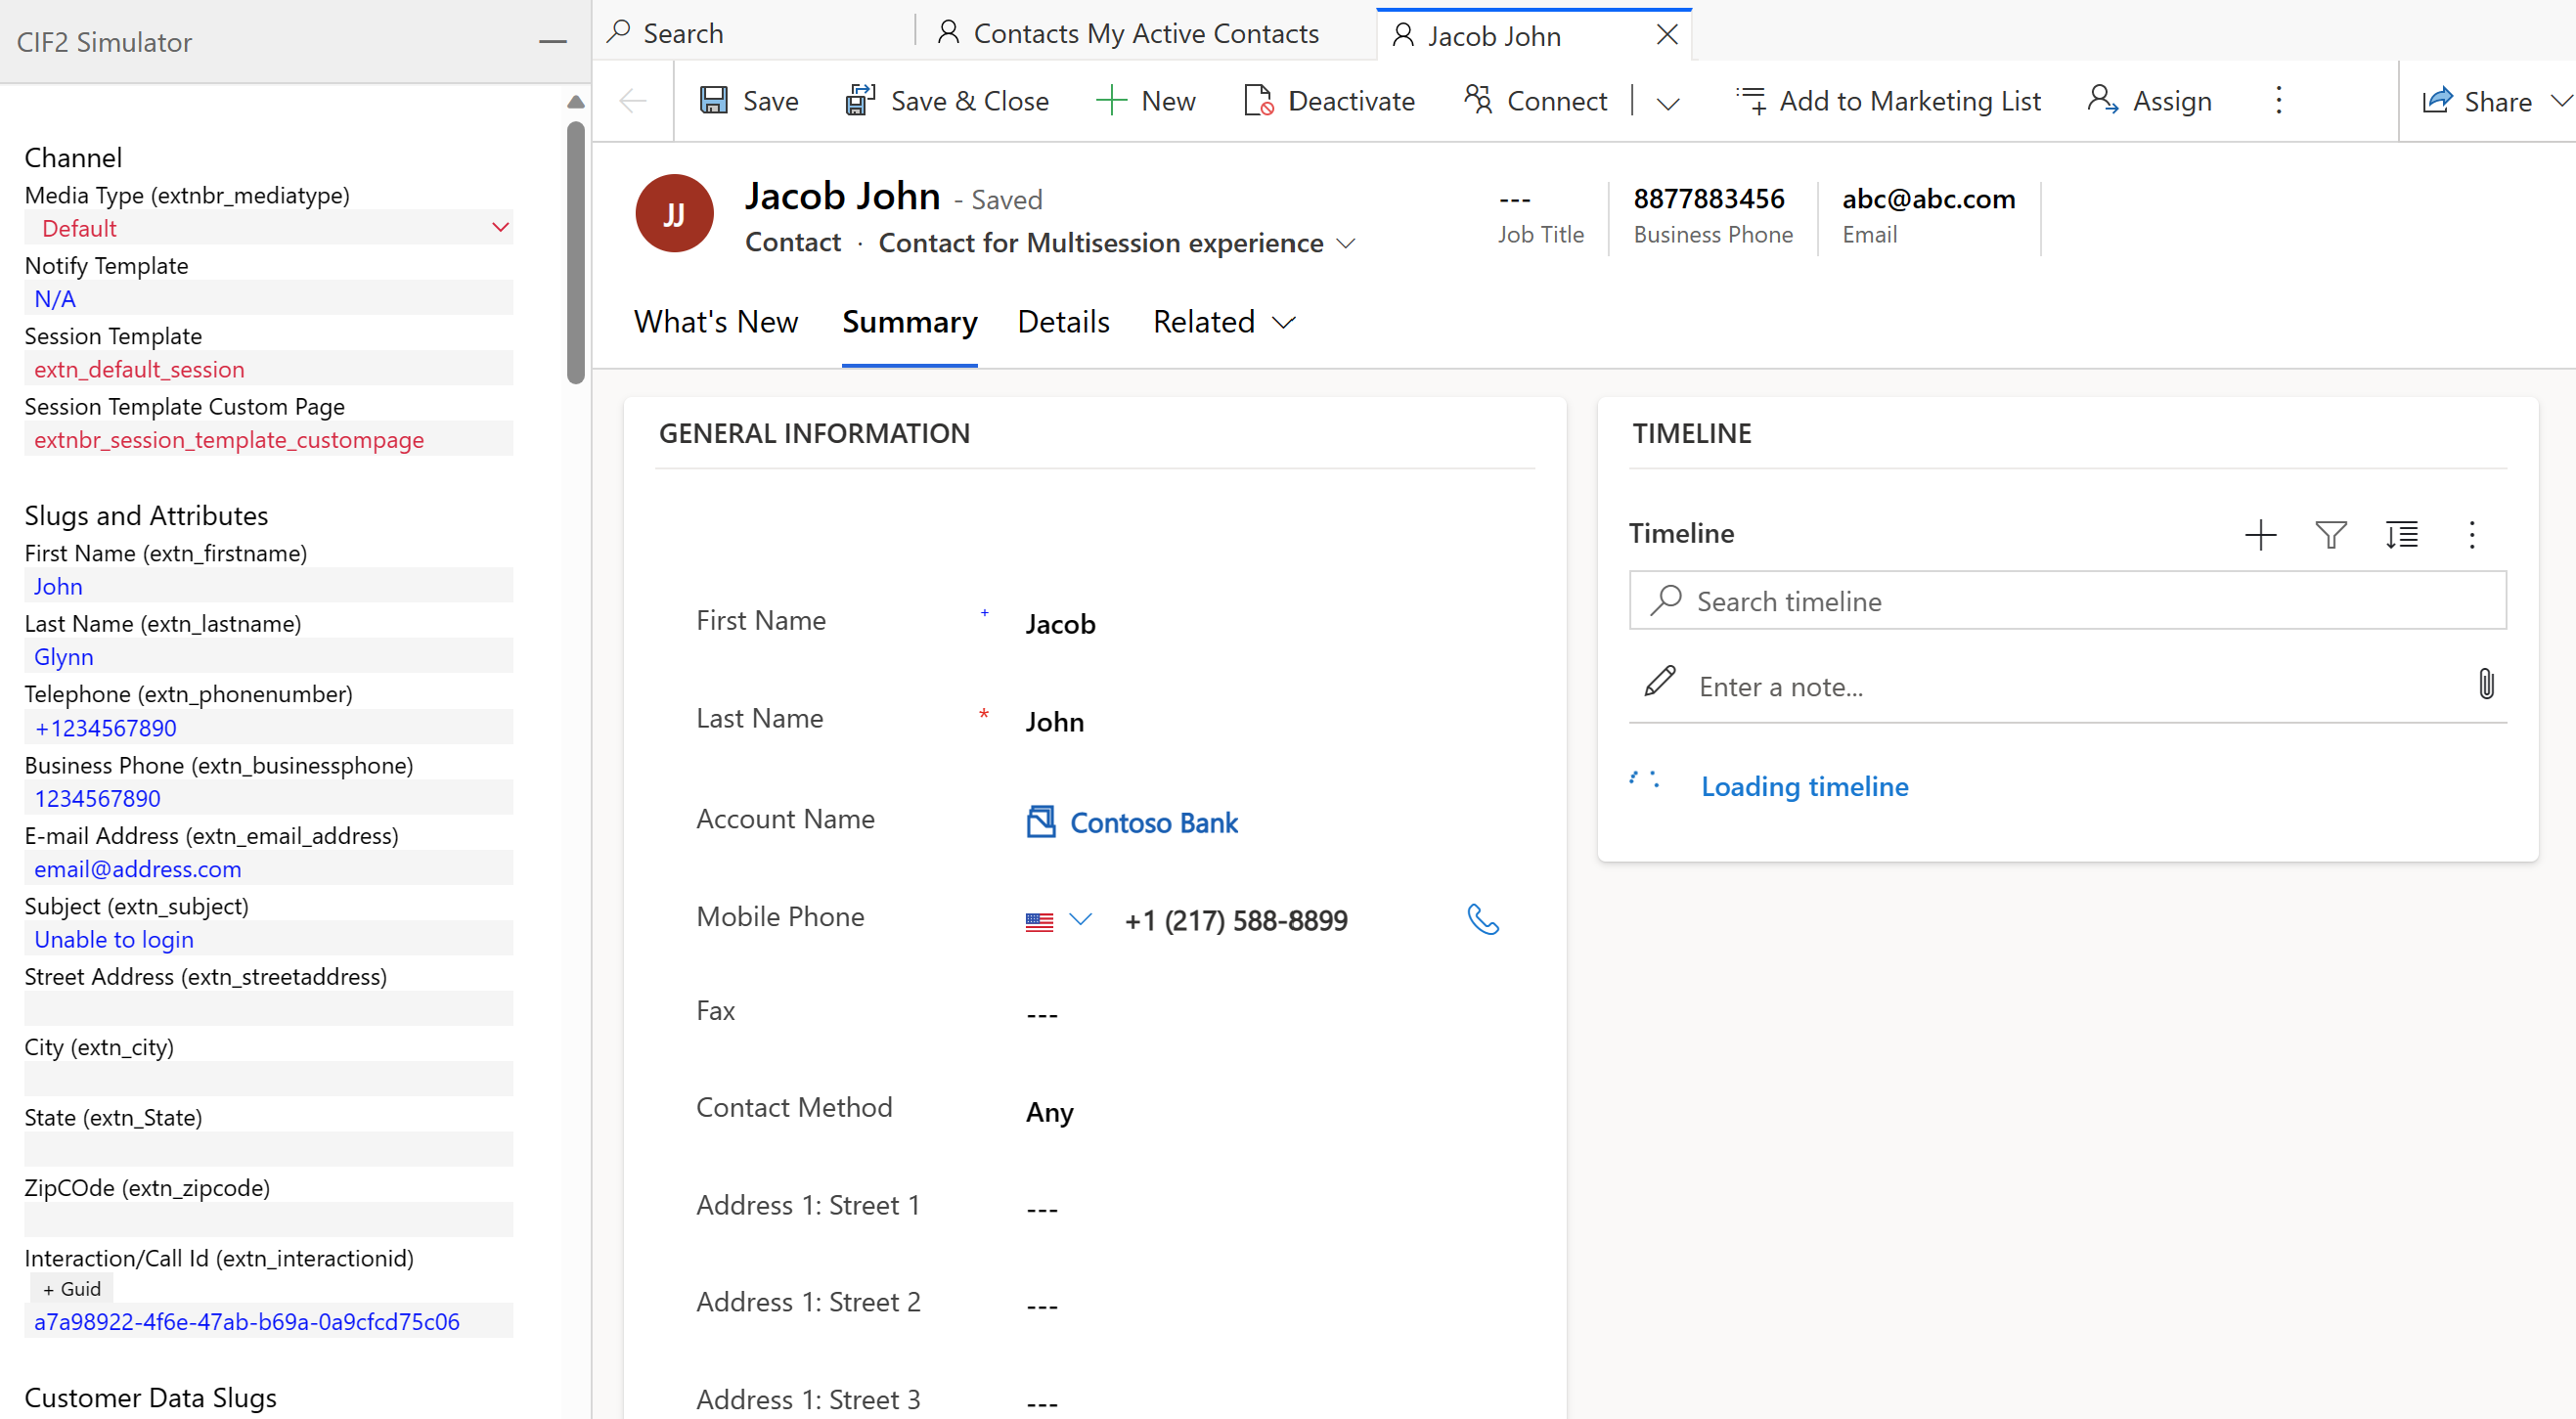 CIF2 Simulator
Channel
Media Type (extnbr_mediatype)
Default
Notify Template
N/A
Session Template
extn_default_session
Session Template Custom Page
extnbr_session_template_custompage
Slugs and Attributes
First Name (extn_firstname)
John
Last Name (extn_lastname)
Glynn
Telephone (extn_phonenumber)
+1234567890
Business Phone (extn_businessphone)
1234567890
E-mail Address (extn_email_address)
email@address.com
Subject (extn_subject)
Unable to login
Street Address (extn_streetaddress)
City (extn_city)
State (extn_State)
ZipCOde (extn_zipcode)
Interaction/Call Id (extn_interactionid)
+ Guid
a7a98922-4f6e-47ab-b69a-0a9cfcd75c06
Customer Data Slugs
Search
Contacts My Active Contacts
Jacob John
Save
Save & Close
New
Deactivate
Connect
Add to Marketing List
Assign
Share
JJ
Jacob John - Saved
Contact · Contact for Multisession experience
---
Job Title
8877883456
Business Phone
abc@abc.com
Email
What's New
Summary
Details
Related
GENERAL INFORMATION
First Name + Jacob
Last Name * John
Account Name Contoso Bank
Mobile Phone +1 (217) 588-8899
Fax ---
Contact Method Any
Address 1: Street 1 ---
Address 1: Street 2 ---
Address 1: Street 3 ---
TIMELINE
Timeline
Search timeline
Enter a note...
Loading timeline